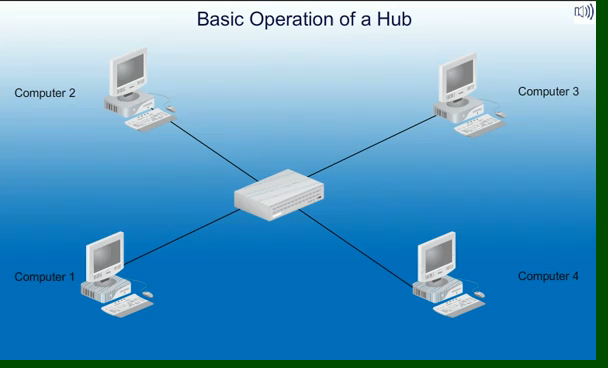 Basic Operation of a Hub
Computer 2
Computer 3
Computer 1
Computer 4